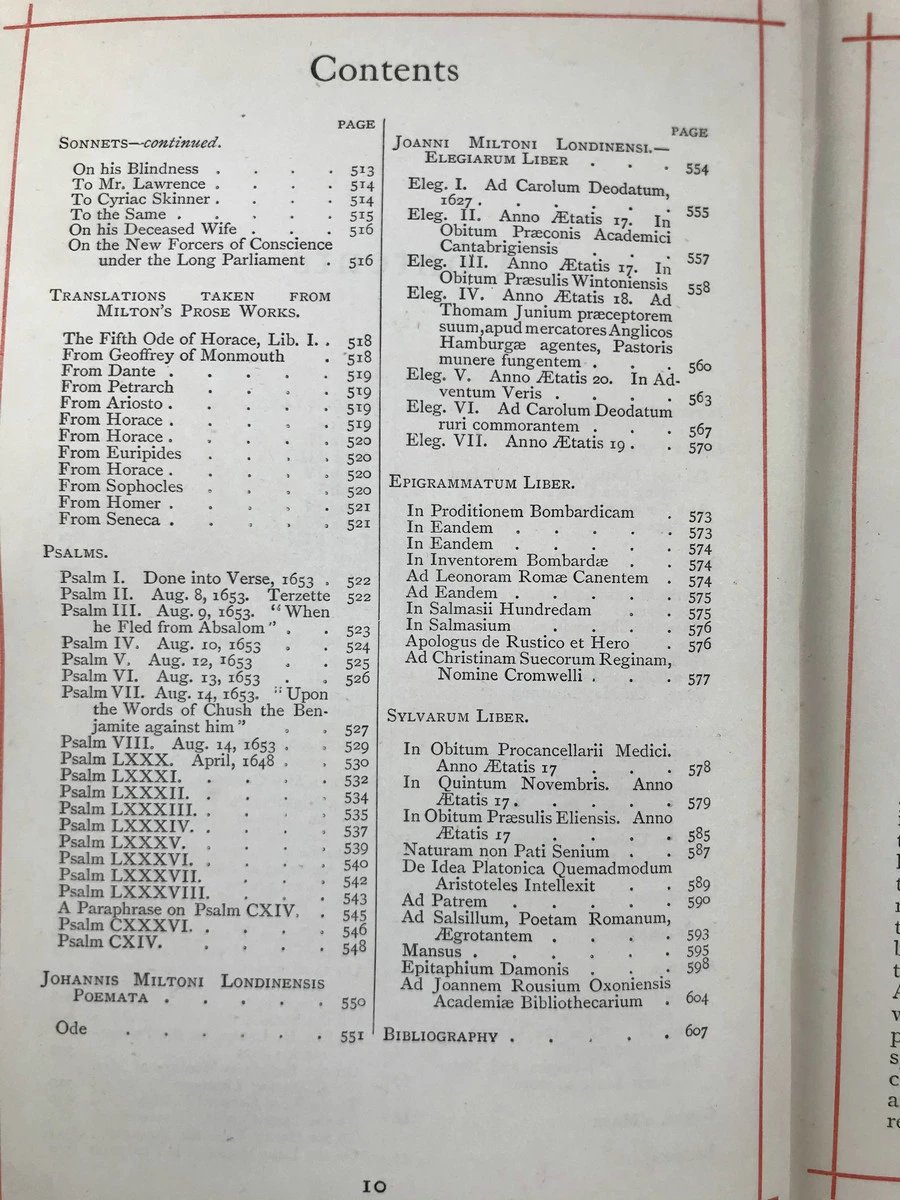 Contents
PAGE
SONNETS—continued.
On his Blindness . . . . 513
To Mr. Lawrence . . . . . 514
To Cyriac Skinner . . . . . 514
To the Same . . . . . 515
On his Deceased Wife . . . . 516
On the New Forcers of Conscience
under the Long Parliament . 516
TRANSLATIONS TAKEN FROM
MILTON'S PROSE WORKS.
The Fifth Ode of Horace, Lib. I. . 518
From Geoffrey of Monmouth . 518
From Dante . . . . . 519
From Petrarch . . . . . 519
From Ariosto . . . . . 519
From Horace . . . . . 519
From Horace . . . . . 520
From Euripides . . . . 520
From Horace . . . . . 520
From Sophocles . . . . 520
From Homer . . . . . 521
From Seneca . . . . . 521
PSALMS.
Psalm I. Done into Verse, 1653 . 522
Psalm II. Aug. 8, 1653. Terzette 522
Psalm III. Aug. 9, 1653. "When
he Fled from Absalom" . . 523
Psalm IV. Aug. 10, 1653 . . 524
Psalm V. Aug. 12, 1653 . . 525
Psalm VI. Aug. 13, 1653 . . 526
Psalm VII. Aug. 14, 1653. "Upon
the Words of Chush the Ben-
jamite against him" . . 527
Psalm VIII. Aug. 14, 1653 . . 529
Psalm LXXX. April, 1648 . . 530
Psalm LXXXI. . . . . 532
Psalm LXXXII. . . . . 534
Psalm LXXXIII. . . . . 535
Psalm LXXXIV. . . . . 537
Psalm LXXXV. . . . . 539
Psalm LXXXVI. . . . . 540
Psalm LXXXVII. . . . . 542
Psalm LXXXVIII. . . . . 543
A Paraphrase on Psalm CXIV. . 545
Psalm CXXXVI. . . . . 546
Psalm CXIV. . . . . 548
JOHANNIS MILTONI LONDINENSIS
POEMATA . . . . . 550
Ode . . . . . . 551
PAGE
JOANNI MILTONI LONDINENSI.—
ELEGIARUM LIBER . . . 554
Eleg. I. Ad Carolum Deodatum,
1627 . . . . . . 555
Eleg. II. Anno Ætatis 17. In
Obitum Præconis Academici
Cantabrigiensis . . . 557
Eleg. III. Anno Ætatis 17. In
Obitum Præsulis Wintoniensis 558
Eleg. IV. Anno Ætatis 18. Ad
Thomam Junium præceptorem
suum, apud mercatores Anglicos
Hamburgæ agentes, Pastoris
munere fungentem . . . 560
Eleg. V. Anno Ætatis 20. In Ad-
ventum Veris . . . . 563
Eleg. VI. Ad Carolum Deodatum
ruri commorantem . . . 567
Eleg. VII. Anno Ætatis 19 . . 570
EPIGRAMMATUM LIBER.
In Proditionem Bombardicam . 573
In Eandem . . . . . 573
In Eandem . . . . . 574
In Inventorem Bombardæ . . 574
Ad Leonoram Romæ Canentem . 574
Ad Eandem . . . . . 575
In Salmasii Hundredam . . 575
In Salmasium . . . . 576
Apologus de Rustico et Hero . 576
Ad Christinam Suecorum Reginam,
Nomine Cromwelli . . . 577
SYLVARUM LIBER.
In Obitum Procancellarii Medici.
Anno Ætatis 17 . . . 578
In Quintum Novembris. Anno
Ætatis 17 . . . . . 579
In Obitum Præsulis Eliensis. Anno
Ætatis 17 . . . . 585
Naturam non Pati Senium . . 587
De Idea Platonica Quemadmodum
Aristoteles Intellexit . . 589
Ad Patrem . . . . . 590
Ad Salsillum, Poetam Romanum,
Ægrotantem . . . . 593
Mansus . . . . . . 595
Epitaphium Damonis . . . 598
Ad Joannem Rousium Oxoniensis
Academiæ Bibliothecarium . 604
BIBLIOGRAPHY . . . . . 607
10